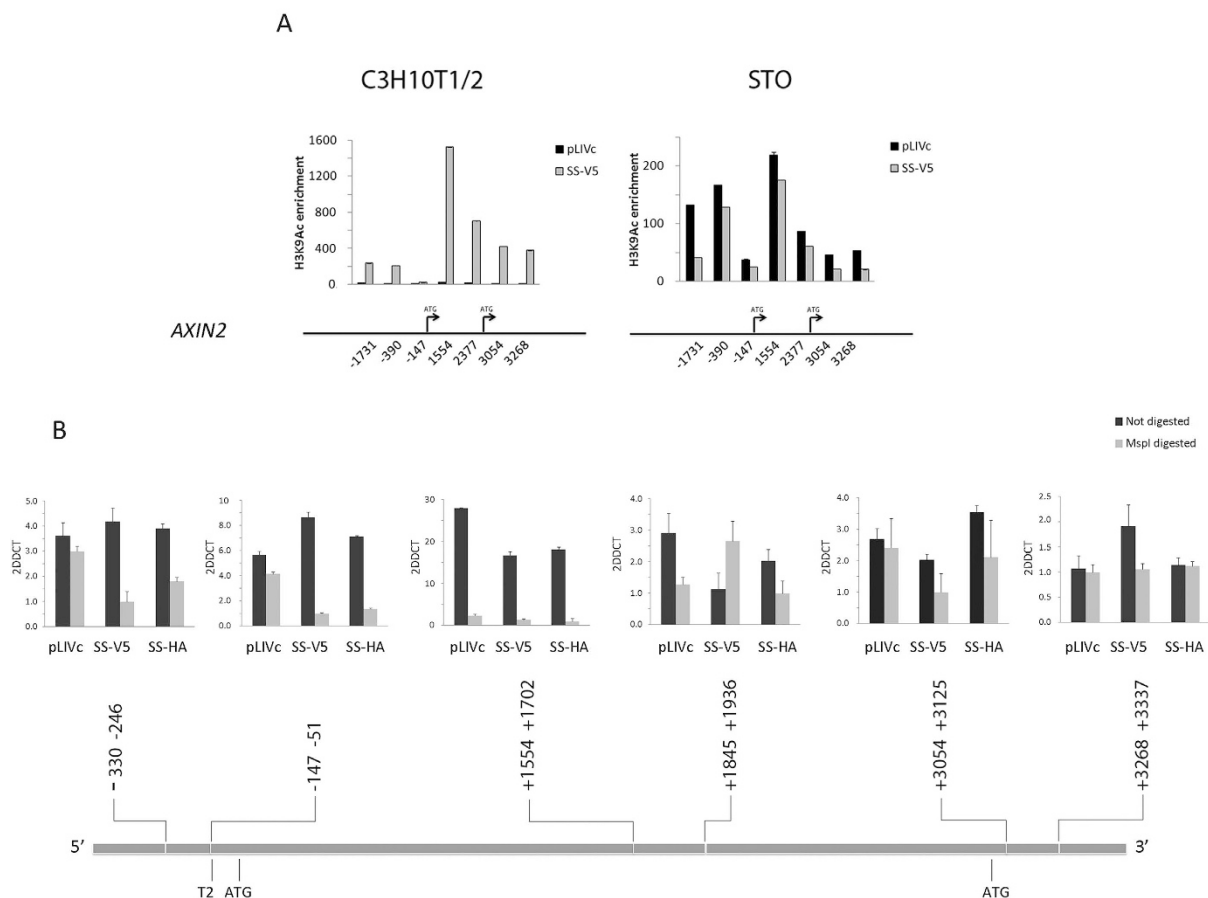 A
C3H10T1/2
STO
H3K9Ac enrichment
1600
1200
800
400
0
pLIVc
SS-V5
H3K9Ac enrichment
200
100
0
pLIVc
SS-V5
AXIN2
ATG
ATG
-1731
-390
-147
1554
2377
3054
3268
ATG
ATG
-1731
-390
-147
1554
2377
3054
3268
B
Not digested
MspI digested
2DDCT
5.0
4.0
3.0
2.0
1.0
0.0
pLIVc SS-V5 SS-HA
2DDCT
10
8.0
6.0
4.0
2.0
0.0
pLIVc SS-V5 SS-HA
2DDCT
30
20
10
0
pLIVc SS-V5 SS-HA
2DDCT
4.0
3.0
2.0
1.0
0.0
pLIVc SS-V5 SS-HA
2DDCT
4.0
3.0
2.0
1.0
0.0
pLIVc SS-V5 SS-HA
2DDCT
2.5
2.0
1.5
1.0
0.5
0.0
pLIVc SS-V5 SS-HA
- 330 -246
-147 -51
+1554 +1702
+1845 +1936
+3054 +3125
+3268 +3337
5’
3’
T2
ATG
ATG